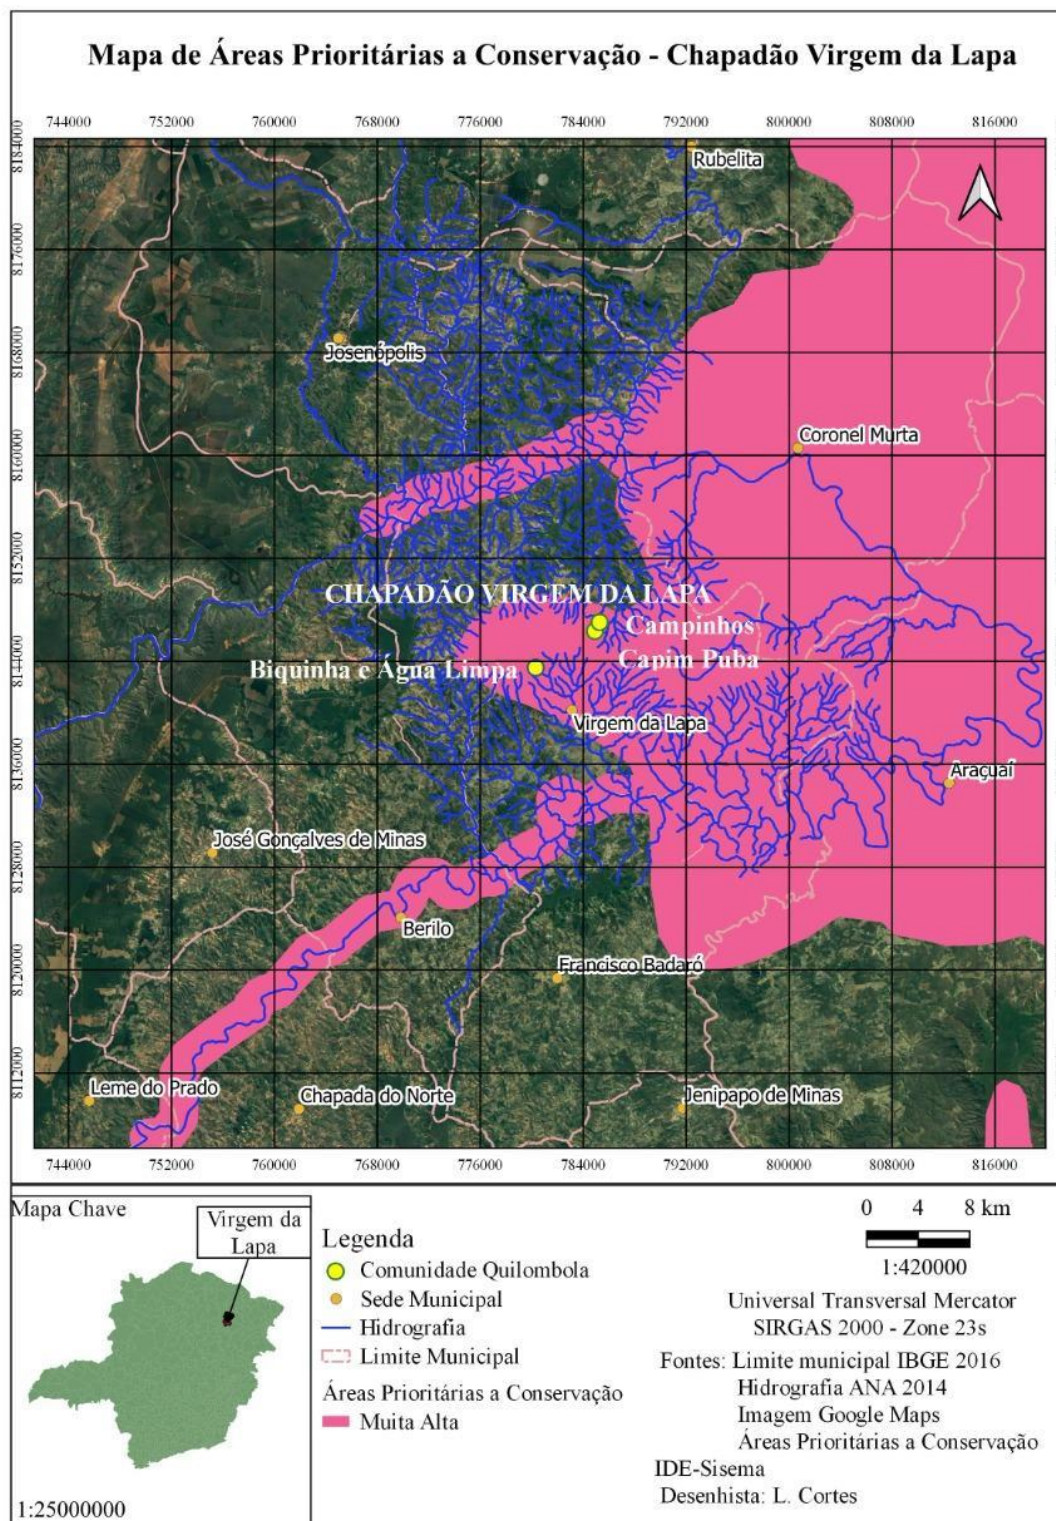 Mapa de Áreas Prioritárias a Conservação - Chapadão Virgem da Lapa
744000 752000 760000 768000 776000 784000 792000 800000 808000 816000
8184000
8176000
8168000
8160000
8152000
8144000
8136000
8128000
8120000
8112000
Rubelita
Josenópolis
Coronel Murta
CHAPADÃO VIRGEM DA LAPA
Campinhos
Capim Puba
Biquinha e Água Limpa
Virgem da Lapa
Araçuaí
José Gonçalves de Minas
Berilo
Francisco Badaró
Leme do Prado
Chapada do Norte
Jenipapo de Minas
744000 752000 760000 768000 776000 784000 792000 800000 808000 816000
Mapa Chave
Virgem da
Lapa
1:25000000
Legenda
Comunidade Quilombola
Sede Municipal
Hidrografia
Limite Municipal
Áreas Prioritárias a Conservação
Muita Alta
0 4 8 km
1:420000
Universal Transversal Mercator
SIRGAS 2000 - Zone 23s
Fontes: Limite municipal IBGE 2016
Hidrografia ANA 2014
Imagem Google Maps
Áreas Prioritárias a Conservação
IDE-Sisema
Desenhista: L. Cortes